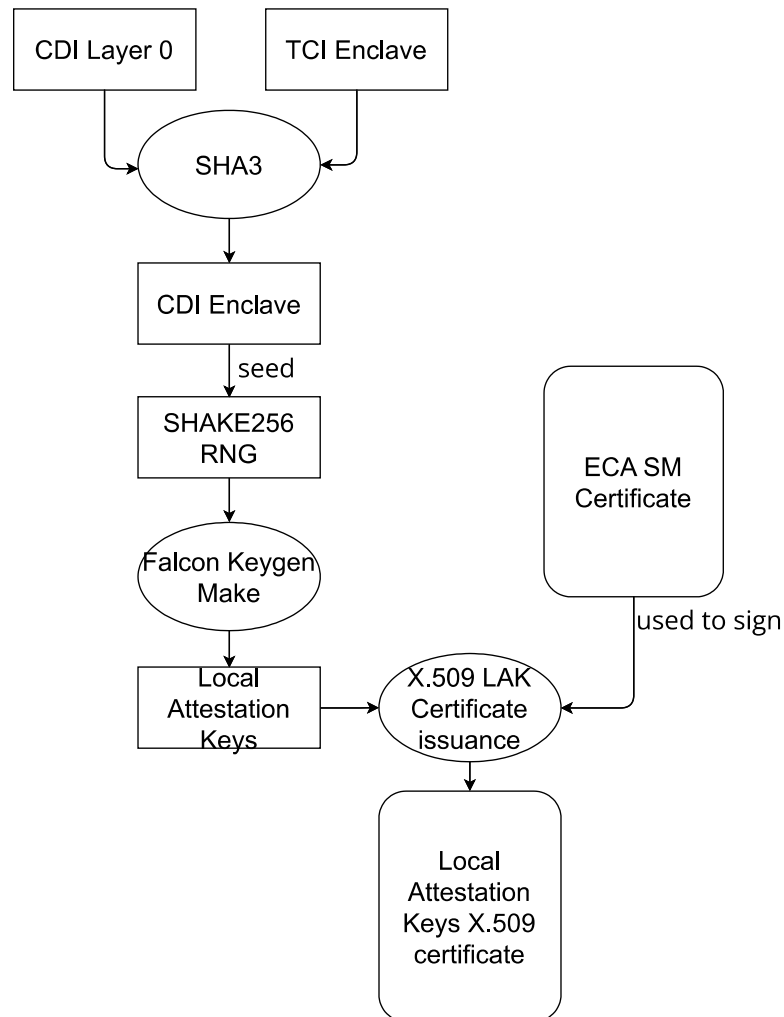 CDI Layer 0
TCI Enclave
SHA3
CDI Enclave
seed
SHAKE256
RNG
ECA SM
Certificate
Falcon Keygen
Make
used to sign
Local
Attestation
Keys
X.509 LAK
Certificate
issuance
Local
Attestation
Keys X.509
certificate